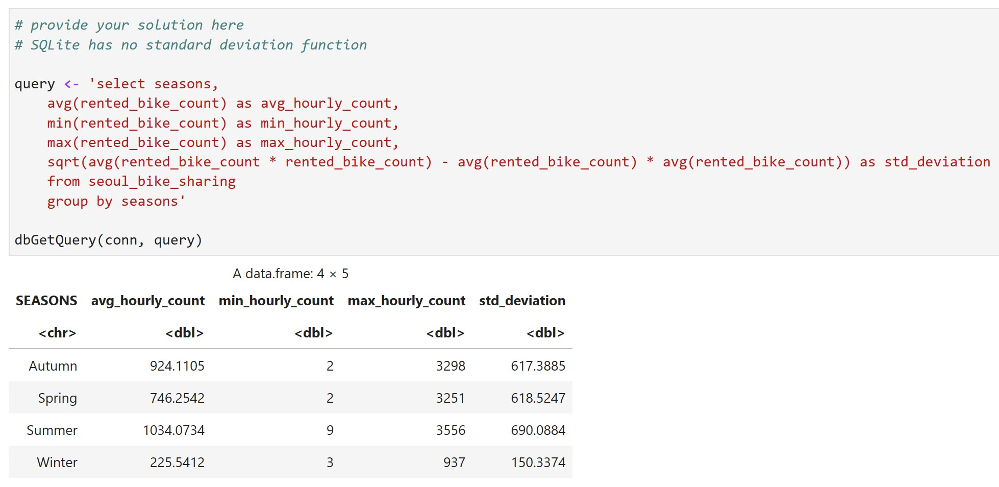 # provide your solution here
# SQLite has no standard deviation function
query <- 'select seasons,
avg(rented_bike_count) as avg_hourly_count,
min(rented_bike_count) as min_hourly_count,
max(rented_bike_count) as max_hourly_count,
sqrt(avg(rented_bike_count * rented_bike_count) - avg(rented_bike_count) * avg(rented_bike_count)) as std_deviation
from seoul_bike_sharing
group by seasons'
dbGetQuery(conn, query)
A data.frame: 4 × 5
SEASONS avg_hourly_count min_hourly_count max_hourly_count std_deviation
<chr> <dbl> <dbl> <dbl> <dbl>
Autumn 924.1105 2 3298 617.3885
Spring 746.2542 2 3251 618.5247
Summer 1034.0734 9 3556 690.0884
Winter 225.5412 3 937 150.3374